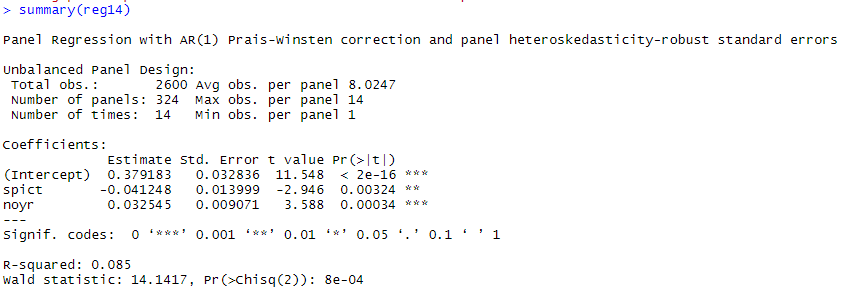 > summary(reg14)
Panel Regression with AR(1) Prais-Winsten correction and panel heteroskedasticity-robust standard errors
Unbalanced Panel Design:
Total obs.: 2600 Avg obs. per panel 8.0247
Number of panels: 324 Max obs. per panel 14
Number of times: 14 Min obs. per panel 1
Coefficients:
Estimate Std. Error t value Pr(>|t|)
(Intercept) 0.379183 0.032836 11.548 < 2e-16 ***
spict -0.041248 0.013999 -2.946 0.00324 **
noyr 0.032545 0.009071 3.588 0.00034 ***
---
Signif. codes: 0 ‘***’ 0.001 ‘**’ 0.01 ‘*’ 0.05 ‘.’ 0.1 ‘ ’ 1
R-squared: 0.085
Wald statistic: 14.1417, Pr(>Chisq(2)): 8e-04